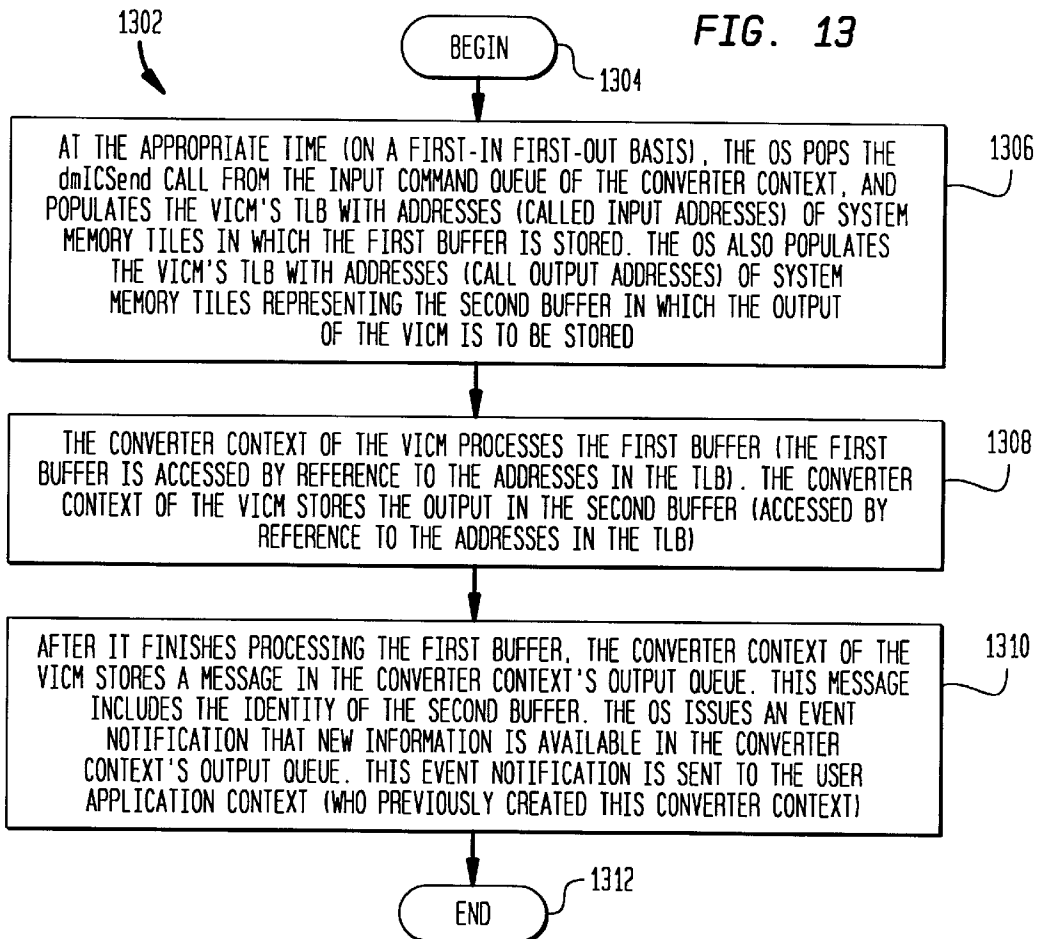 1302
BEGIN
FIG. 13
1304
AT THE APPROPRIATE TIME (ON A FIRST-IN FIRST-OUT BASIS), THE OS POPS THE
dmICSend CALL FROM THE INPUT COMMAND QUEUE OF THE CONVERTER CONTEXT, AND
POPULATES THE VICM'S TLB WITH ADDRESSES (CALLED INPUT ADDRESSES) OF SYSTEM
MEMORY TILES IN WHICH THE FIRST BUFFER IS STORED. THE OS ALSO POPULATES
THE VICM'S TLB WITH ADDRESSES (CALL OUTPUT ADDRESSES) OF SYSTEM
MEMORY TILES REPRESENTING THE SECOND BUFFER IN WHICH THE OUTPUT
OF THE VICM IS TO BE STORED
1306
THE CONVERTER CONTEXT OF THE VICM PROCESSES THE FIRST BUFFER (THE FIRST
BUFFER IS ACCESSED BY REFERENCE TO THE ADDRESSES IN THE TLB). THE CONVERTER
CONTEXT OF THE VICM STORES THE OUTPUT IN THE SECOND BUFFER (ACCESSED BY
REFERENCE TO THE ADDRESSES IN THE TLB)
1308
AFTER IT FINISHES PROCESSING THE FIRST BUFFER, THE CONVERTER CONTEXT OF THE
VICM STORES A MESSAGE IN THE CONVERTER CONTEXT'S OUTPUT QUEUE. THIS MESSAGE
INCLUDES THE IDENTITY OF THE SECOND BUFFER. THE OS ISSUES AN EVENT
NOTIFICATION THAT NEW INFORMATION IS AVAILABLE IN THE CONVERTER
CONTEXT'S OUTPUT QUEUE. THIS EVENT NOTIFICATION IS SENT TO THE USER
APPLICATION CONTEXT (WHO PREVIOUSLY CREATED THIS CONVERTER CONTEXT)
1310
END
1312